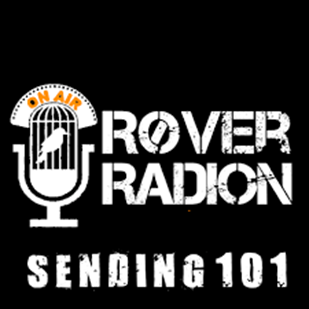 ON AIR
RØVER
RADION
SENDING 101